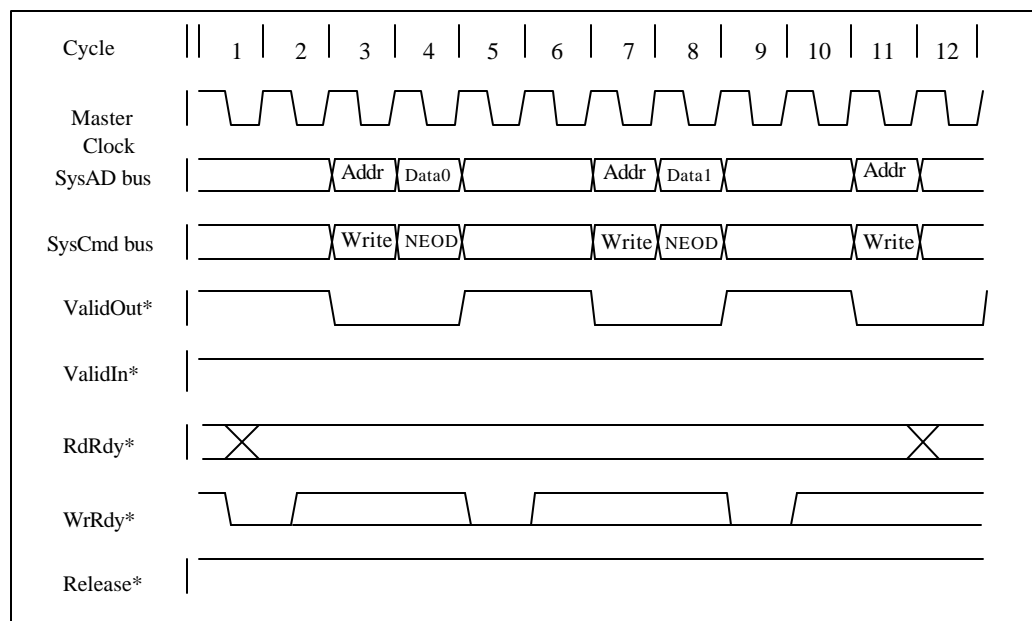 Cycle 1 2 3 4 5 6 7 8 9 10 11 12
Master
Clock
SysAD bus Addr Data0 Addr Data1 Addr
SysCmd bus Write NEOD Write NEOD Write
ValidOut*
ValidIn*
RdRdy*
WrRdy*
Release*